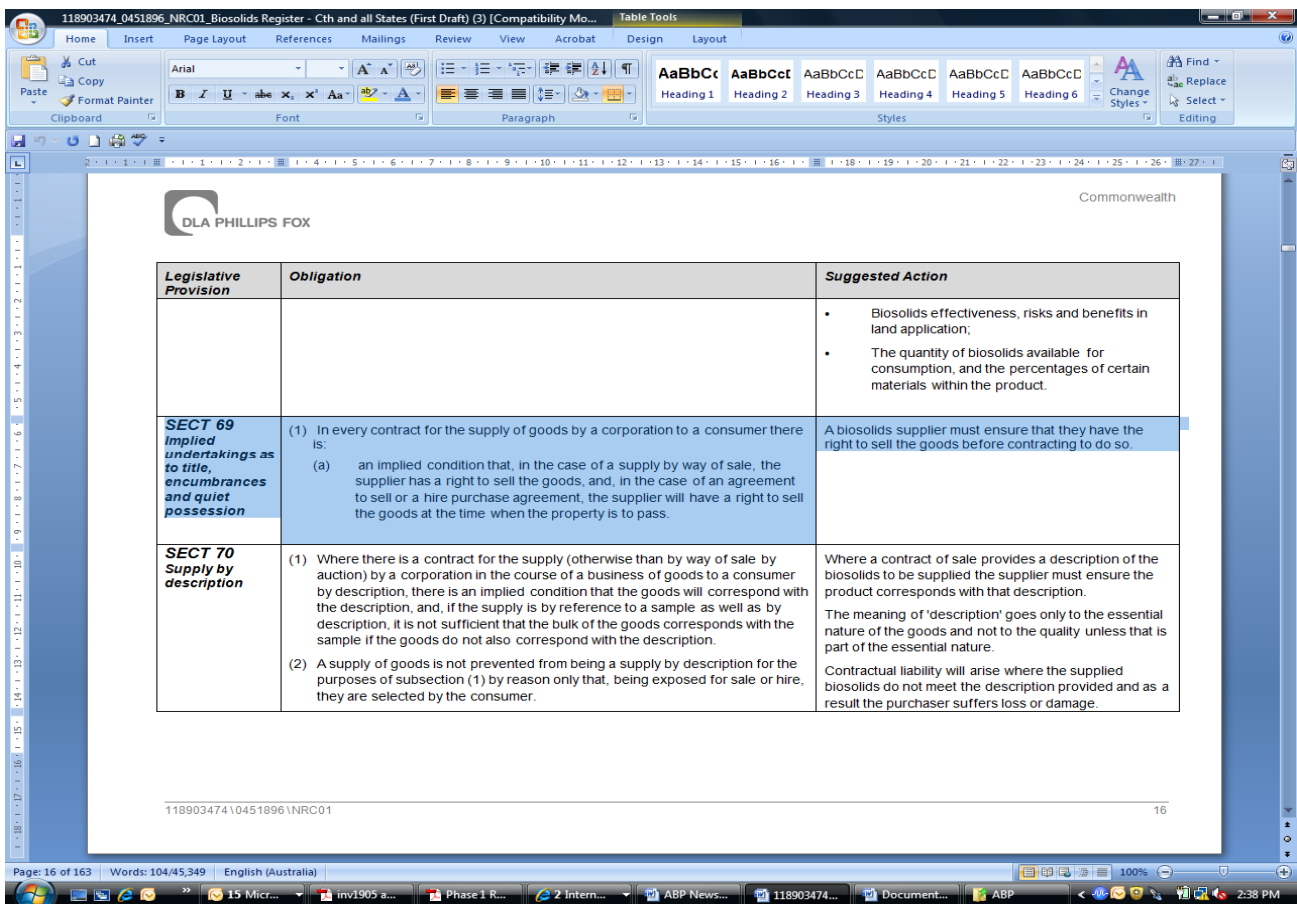 118903474_0451896_NRC01_Biosolids Register - Cth and all States (First Draft) (3) [Compatibility Mo...
Table Tools
Home Insert Page Layout References Mailings Review View Acrobat Design Layout
Cut
Copy
Format Painter
Paste
Clipboard
Arial
Font
Paragraph
AaBbCc AaBbCcD AaBbCcD AaBbCcD AaBbCcD AaBbCcD
Heading 1 Heading 2 Heading 3 Heading 4 Heading 5 Heading 6
Change
Styles
Styles
Find
Replace
Select
Editing
Commonwealth
DLA PHILLIPS FOX
Legislative
Provision
Obligation
Suggested Action
• Biosolids effectiveness, risks and benefits in
land application;
• The quantity of biosolids available for
consumption, and the percentages of certain
materials within the product.
SECT 69
Implied
undertakings as
to title,
encumbrances
and quiet
possession
(1) In every contract for the supply of goods by a corporation to a consumer there
is:
(a) an implied condition that, in the case of a supply by way of sale, the
supplier has a right to sell the goods, and, in the case of an agreement
to sell or a hire purchase agreement, the supplier will have a right to sell
the goods at the time when the property is to pass.
A biosolids supplier must ensure that they have the
right to sell the goods before contracting to do so.
SECT 70
Supply by
description
(1) Where there is a contract for the supply (otherwise than by way of sale by
auction) by a corporation in the course of a business of goods to a consumer
by description, there is an implied condition that the goods will correspond with
the description, and, if the supply is by reference to a sample as well as by
description, it is not sufficient that the bulk of the goods corresponds with the
sample if the goods do not also correspond with the description.
(2) A supply of goods is not prevented from being a supply by description for the
purposes of subsection (1) by reason only that, being exposed for sale or hire,
they are selected by the consumer.
Where a contract of sale provides a description of the
biosolids to be supplied the supplier must ensure the
product corresponds with that description.
The meaning of 'description' goes only to the essential
nature of the goods and not to the quality unless that is
part of the essential nature.
Contractual liability will arise where the supplied
biosolids do not meet the description provided and as a
result the purchaser suffers loss or damage.
118903474\0451896\NRC01
16
Page: 16 of 163 Words: 104/45,349 English (Australia)
100%
15 Micr... inv1905 a... Phase 1 R... 2 Intern... ABP News... 118903474... Document... ABP 2:38 PM